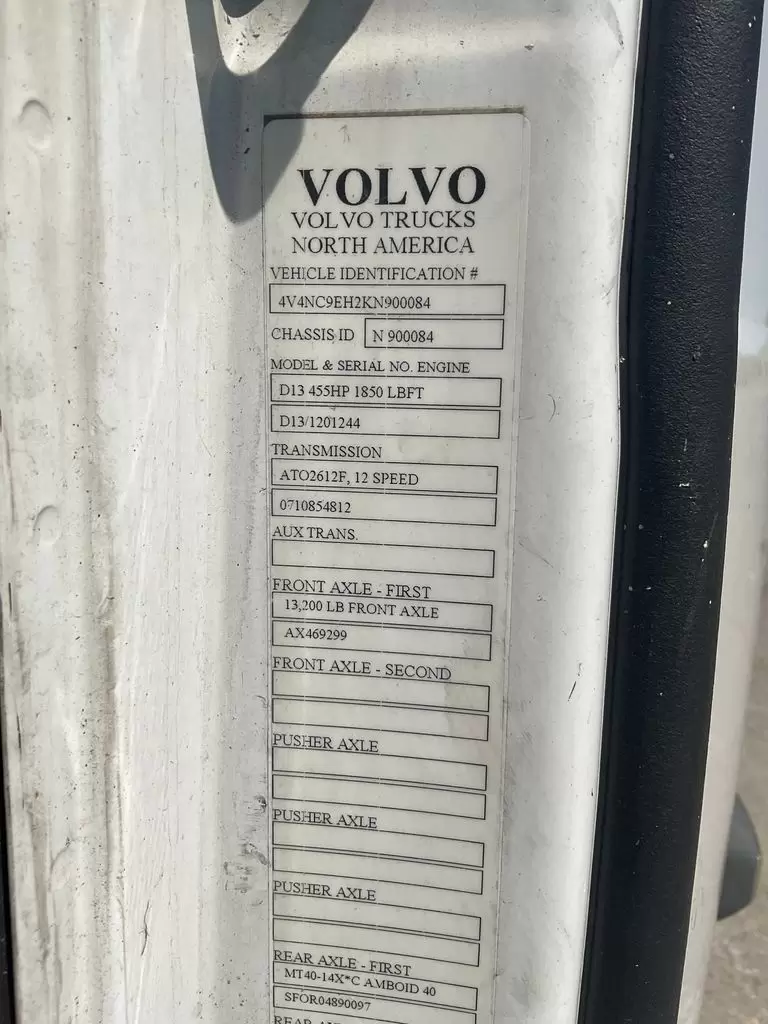 VOLVO
VOLVO TRUCKS
NORTH AMERICA
VEHICLE IDENTIFICATION #
4V4NC9EH2KN900084
CHASSIS ID N 900084
MODEL & SERIAL NO. ENGINE
D13 455HP 1850 LBFT
D13/1201244
TRANSMISSION
ATO2612F, 12 SPEED
0710854812
AUX TRANS.
FRONT AXLE - FIRST
13,200 LB FRONT AXLE
AX469299
FRONT AXLE - SECOND
PUSHER AXLE
PUSHER AXLE
PUSHER AXLE
REAR AXLE - FIRST
MT40-14X*C AMBOID 40
SFOR04890097